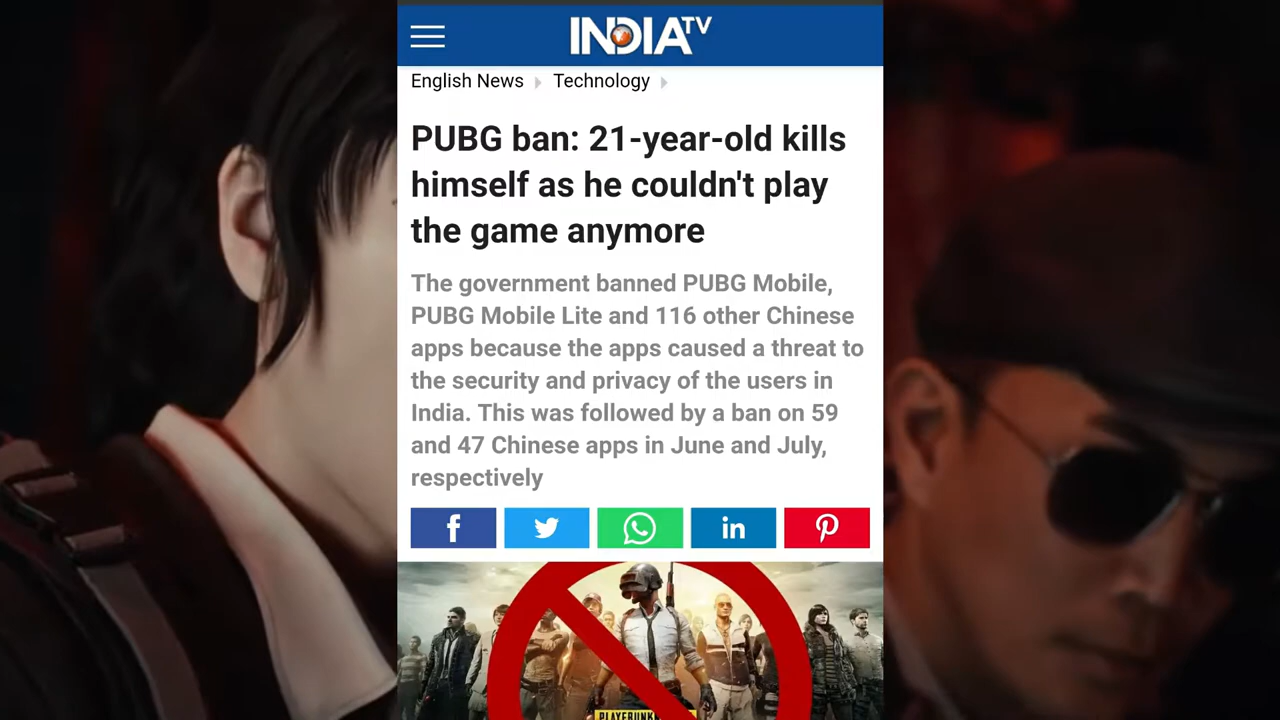 INDIA TV
English News
Technology
PUBG ban: 21-year-old kills
himself as he couldn't play
the game anymore
The government banned PUBG Mobile,
PUBG Mobile Lite and 116 other Chinese
apps because the apps caused a threat to
the security and privacy of the users in
India. This was followed by a ban on 59
and 47 Chinese apps in June and July,
respectively